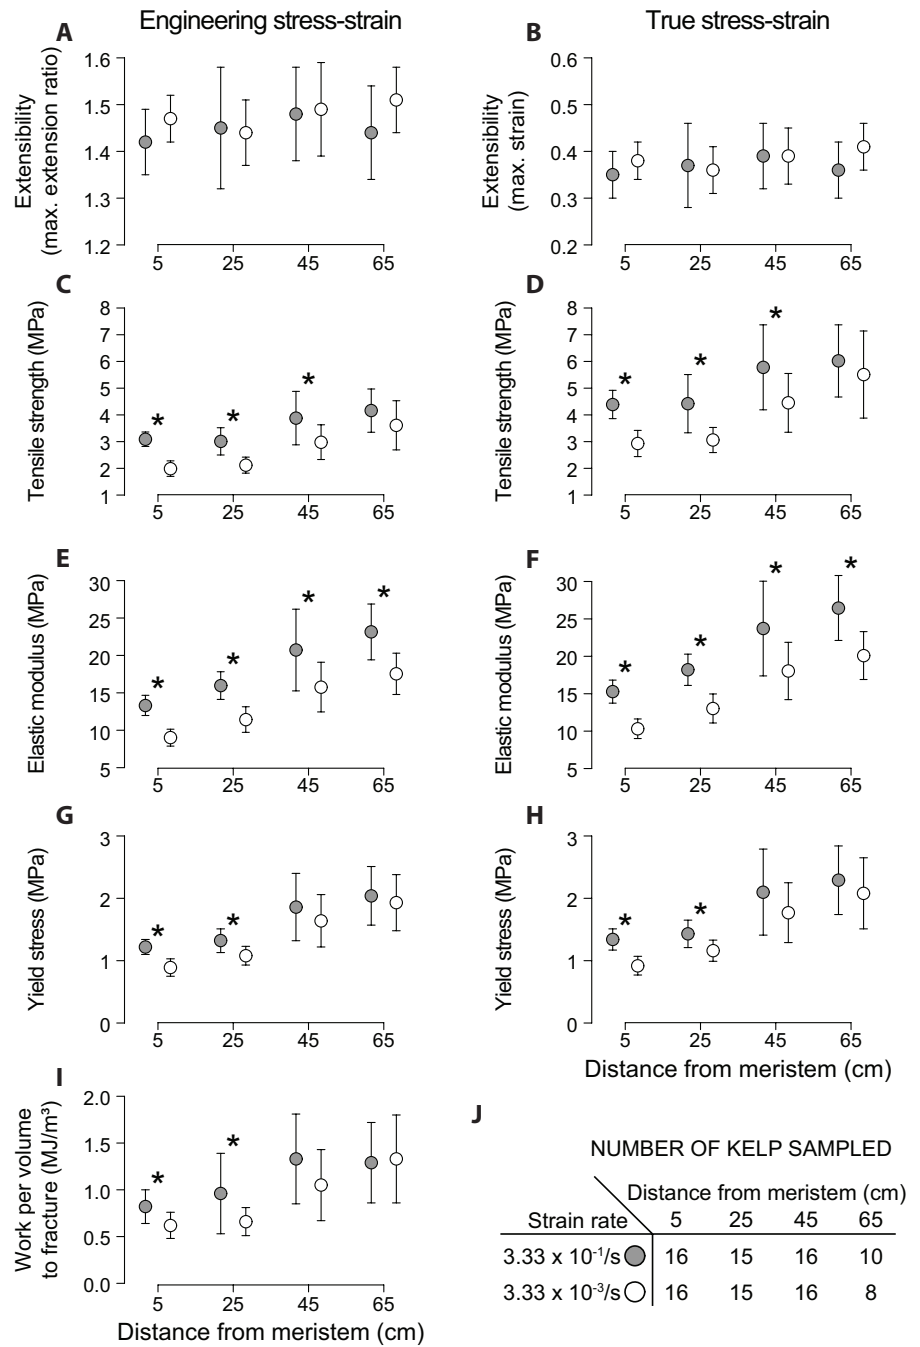 Engineering stress-strain
True stress-strain
A
Extensibility
(max. extension ratio)
1.6
1.5
1.4
1.3
1.2
5 25 45 65
B
Extensibility
(max. strain)
0.6
0.5
0.4
0.3
0.2
5 25 45 65
C
Tensile strength (MPa)
8
7
6
5
4
3
2
1
* * *
5 25 45 65
D
Tensile strength (MPa)
8
7
6
5
4
3
2
1
* * *
5 25 45 65
E
Elastic modulus (MPa)
30
25
20
15
10
5
* * * *
5 25 45 65
F
Elastic modulus (MPa)
30
25
20
15
10
5
* * * *
5 25 45 65
G
Yield stress (MPa)
3
2
1
0
* *
5 25 45 65
H
Yield stress (MPa)
3
2
1
0
* *
5 25 45 65
Distance from meristem (cm)
I
Work per volume
to fracture (MJ/m³)
2.0
1.5
1.0
0.5
0.0
* *
5 25 45 65
Distance from meristem (cm)
J
NUMBER OF KELP SAMPLED
Distance from meristem (cm)
Strain rate 5 25 45 65
3.33 x 10⁻¹/s 16 15 16 10
3.33 x 10⁻³/s 16 15 16 8